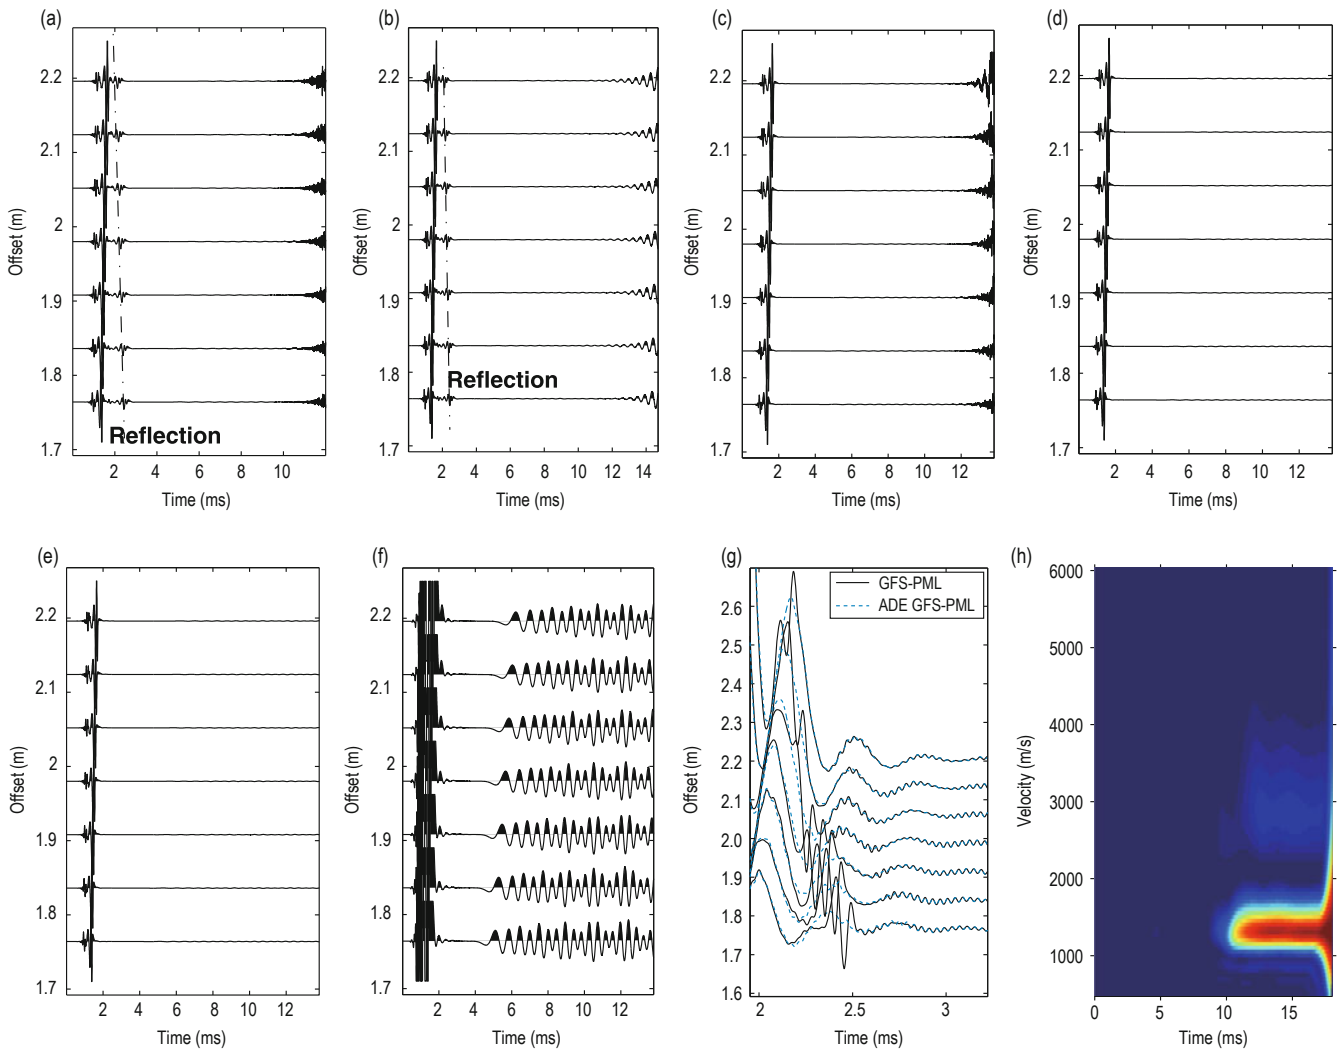 (a)
2.2
2.1
2
1.9
1.8
1.7
Offset (m)
Reflection
2 4 6 8 10
Time (ms)
(b)
2.2
2.1
2
1.9
1.8
1.7
Offset (m)
Reflection
2 4 6 8 10 12 14
Time (ms)
(c)
2.2
2.1
2
1.9
1.8
1.7
Offset (m)
2 4 6 8 10 12
Time (ms)
(d)
2.2
2.1
2
1.9
1.8
1.7
Offset (m)
2 4 6 8 10 12
Time (ms)
(e)
2.2
2.1
2
1.9
1.8
1.7
Offset (m)
2 4 6 8 10 12
Time (ms)
(f)
2.2
2.1
2
1.9
1.8
1.7
Offset (m)
2 4 6 8 10 12
Time (ms)
(g)
GFS-PML
ADE GFS-PML
2.6
2.5
2.4
2.3
2.2
2.1
2.0
1.9
1.8
1.7
1.6
Offset (m)
2 2.5 3
Time (ms)
(h)
6000
5000
4000
3000
2000
1000
Velocity (m/s)
0 5 10 15
Time (ms)